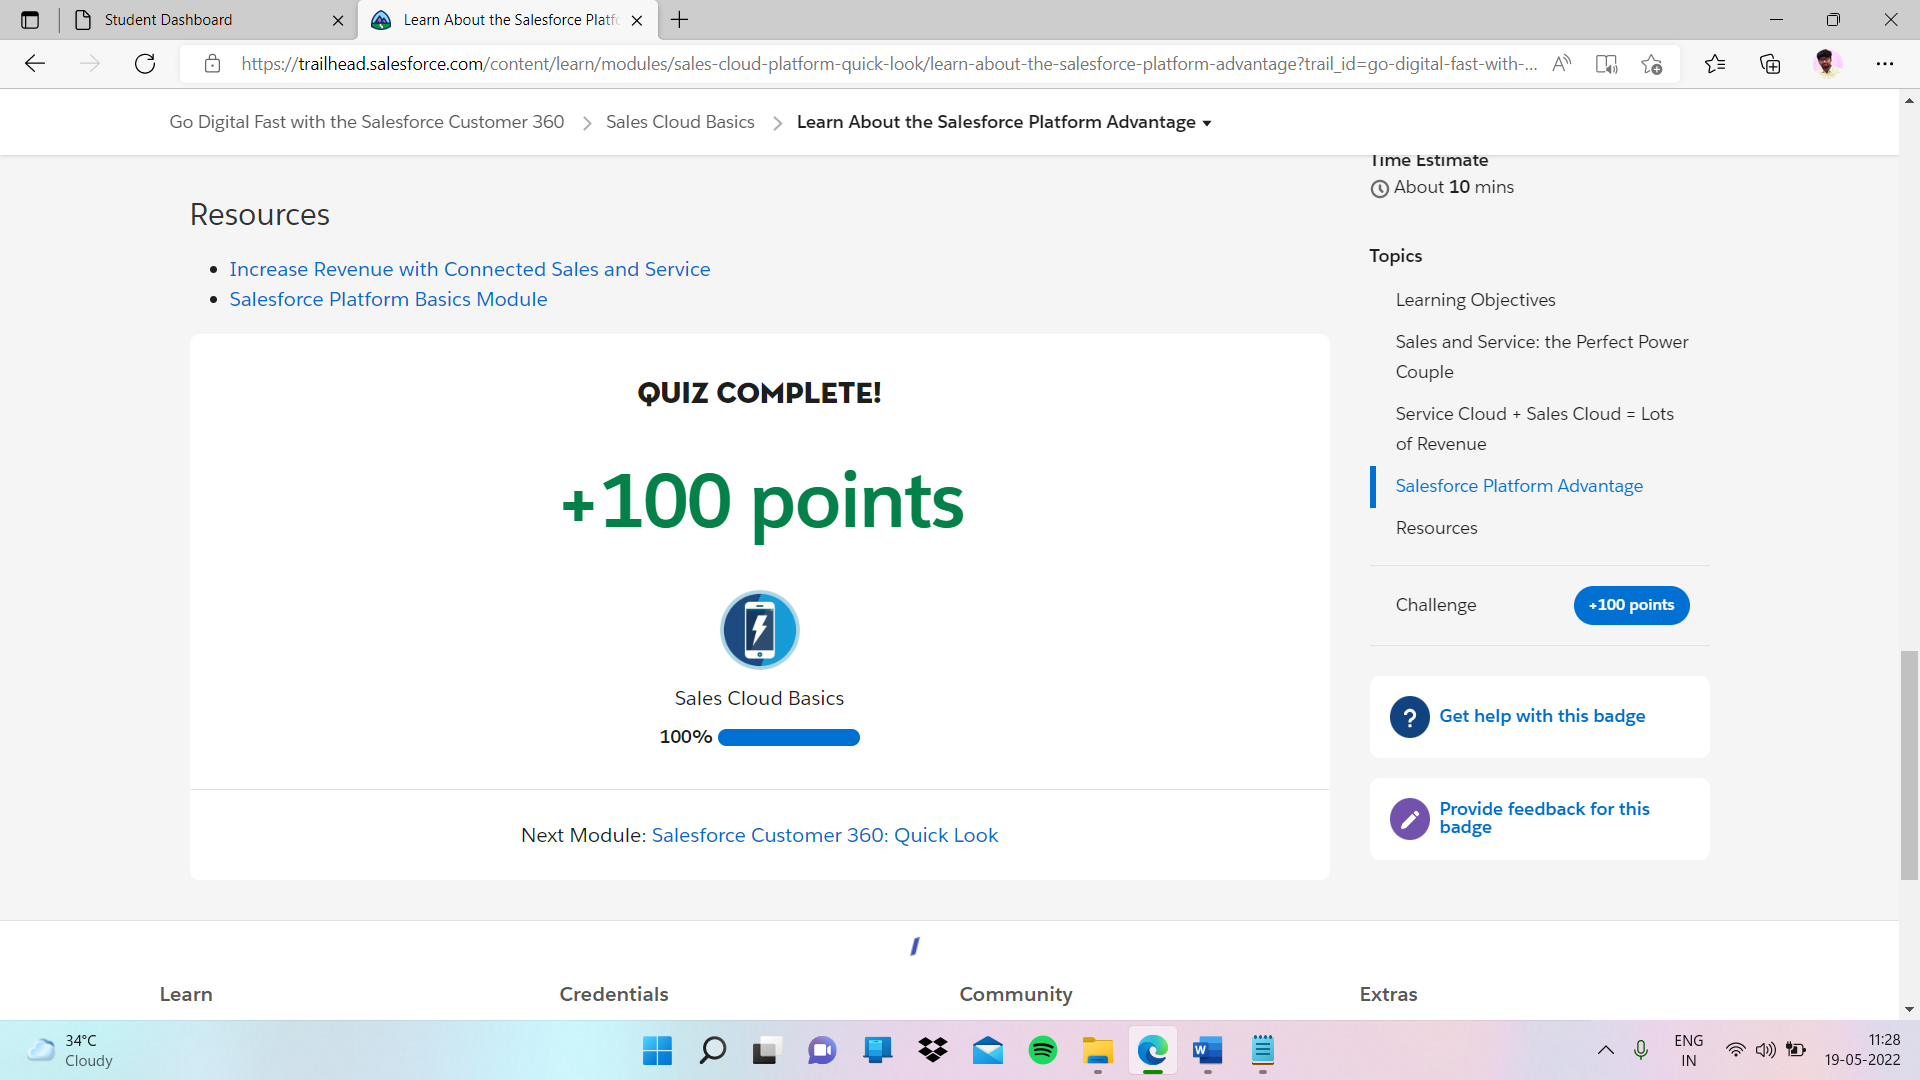 Student Dashboard
Learn About the Salesforce Platfo
https://trailhead.salesforce.com/content/learn/modules/sales-cloud-platform-quick-look/learn-about-the-salesforce-platform-advantage?trail_id=go-digital-fast-with-...
Go Digital Fast with the Salesforce Customer 360 > Sales Cloud Basics > Learn About the Salesforce Platform Advantage
Time Estimate
About 10 mins
Resources
• Increase Revenue with Connected Sales and Service
• Salesforce Platform Basics Module
QUIZ COMPLETE!
+100 points
Sales Cloud Basics
100%
Next Module: Salesforce Customer 360: Quick Look
Topics
Learning Objectives
Sales and Service: the Perfect Power
Couple
Service Cloud + Sales Cloud = Lots
of Revenue
Salesforce Platform Advantage
Resources
Challenge
+100 points
?
Get help with this badge
Provide feedback for this
badge
Learn
Credentials
Community
Extras
34°C
Cloudy
W
ENG
IN
11:28
19-05-2022